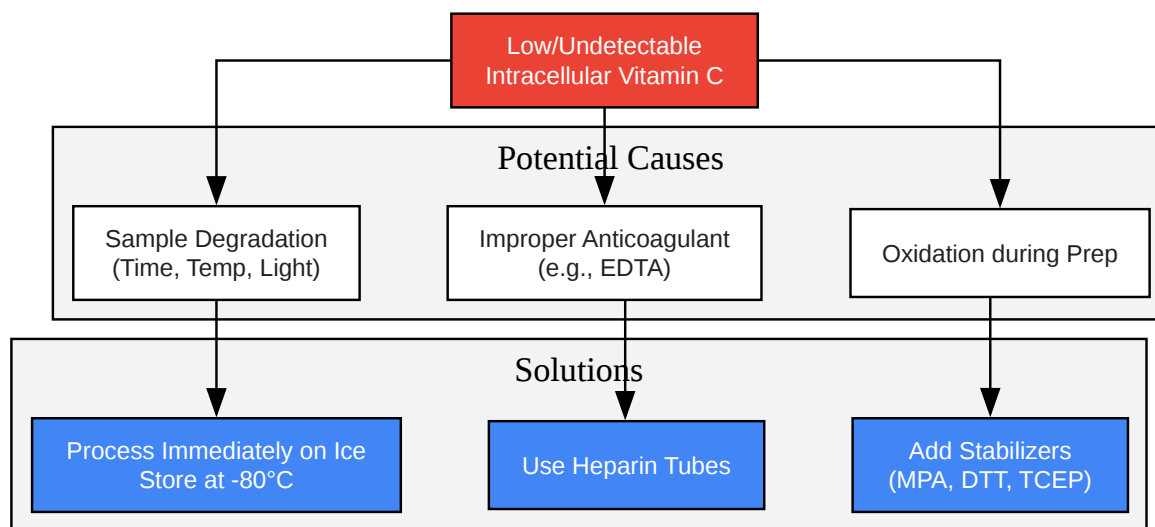 Low/Undetectable
Intracellular Vitamin C
Potential Causes
Sample Degradation
(Time, Temp, Light)
Improper Anticoagulant
(e.g., EDTA)
Oxidation during Prep
Solutions
Process Immediately on Ice
Store at -80°C
Use Heparin Tubes
Add Stabilizers
(MPA, DTT, TCEP)